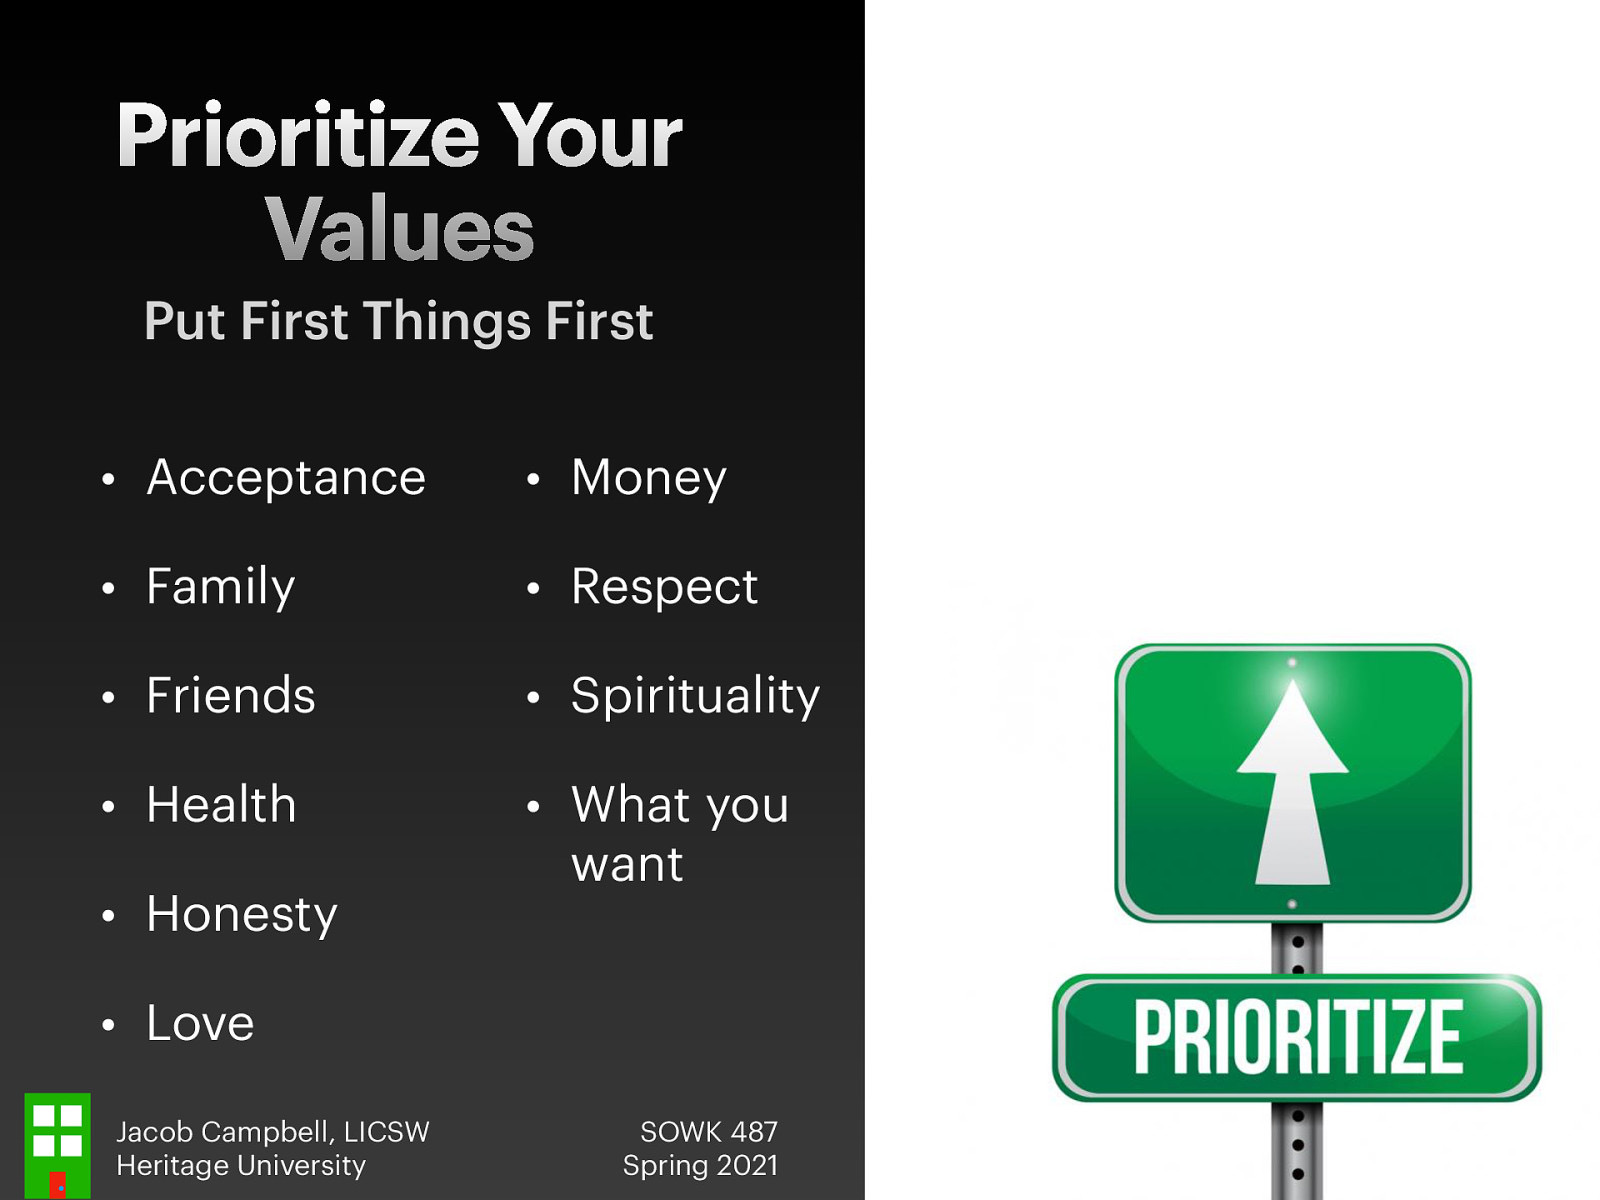 Prioritize Your
Values
Put First Things First
• Acceptance
• Family
• Friends
• Health
• Honesty
• Love
• Money
• Respect
• Spirituality
• What you
want
Jacob Campbell, LICSW
Heritage University
SOWK 487
Spring 2021
PRIORITIZE